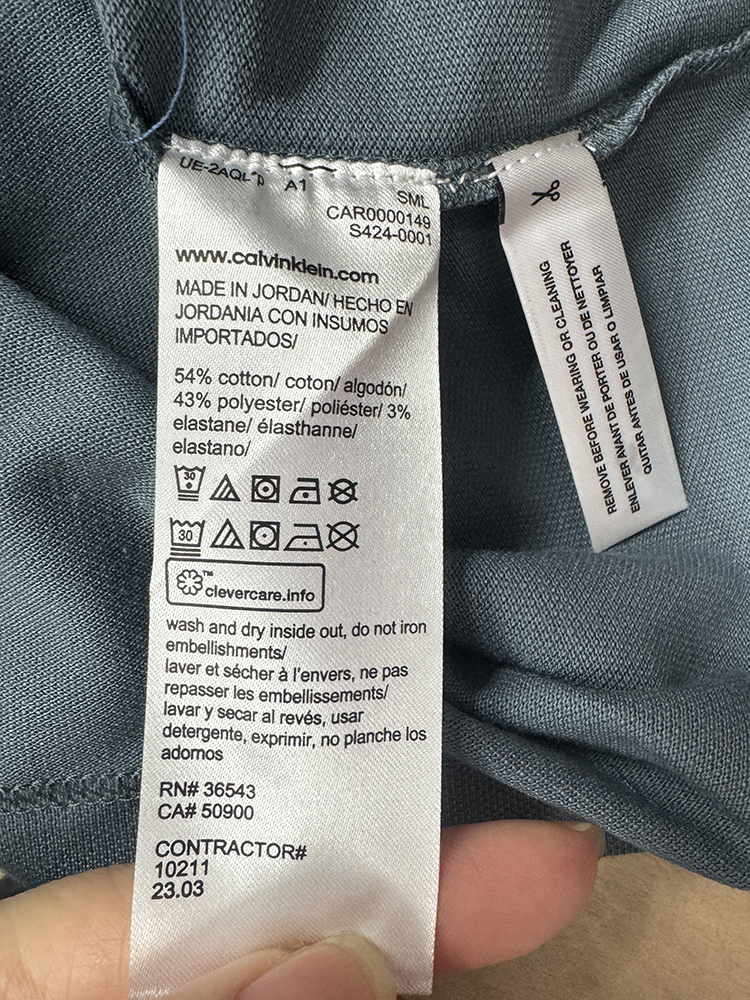 A1
SML
CAR0000149
S424-0001
www.calvinklein.com
MADE IN JORDAN/ HECHO EN
JORDANIA CON INSUMOS
IMPORTADOS/
54% cotton/ coton/ algodón/
43% polyester/ poliéster/ 3%
elastane/ élasthanne/
elastano/
30
30
™
clevercare.info
wash and dry inside out, do not iron
embellishments/
laver et sécher à l'envers, ne pas
repasser les embellissements/
lavar y secar al revés, usar
detergente, exprimir, no planche los
adornos
RN# 36543
CA# 50900
CONTRACTOR#
10211
23.03
REMOVE BEFORE WEARING OR CLEANING
ENLEVER AVANT DE PORTER OU DE NETTOYER
QUITAR ANTES DE USAR O LIMPIAR